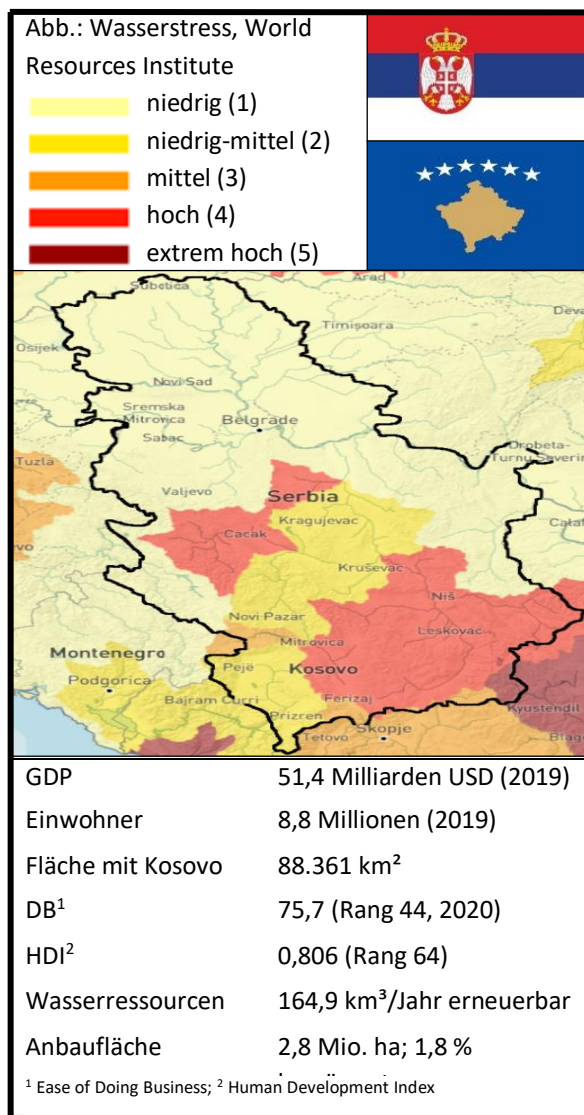 Abb.: Wasserstress, World
Resources Institute
niedrig (1)
niedrig-mittel (2)
mittel (3)
hoch (4)
extrem hoch (5)
Subotica
Arad
Timisoara
Deva
Osijek
Novi Sad
Sremska
Mitrovica
Belgrade
Sabac
Drobeta-
Turnu Severin
Tuzla
Valjevo
Serbia
Kragujevac
Cacak
Kruševac
Niš
Novi Pazar
Leskovac
Montenegro
Mitrovica
Pejë
Kosovo
Podgorica
Bajram Curri
Ferizaj
Kyustendil
Prizren
Tetovo
Skopje
GDP 51,4 Milliarden USD (2019)
Einwohner 8,8 Millionen (2019)
Fläche mit Kosovo 88.361 km²
DB¹ 75,7 (Rang 44, 2020)
HDI² 0,806 (Rang 64)
Wasserressourcen 164,9 km³/Jahr erneuerbar
Anbaufläche 2,8 Mio. ha; 1,8 %
¹ Ease of Doing Business; ² Human Development Index